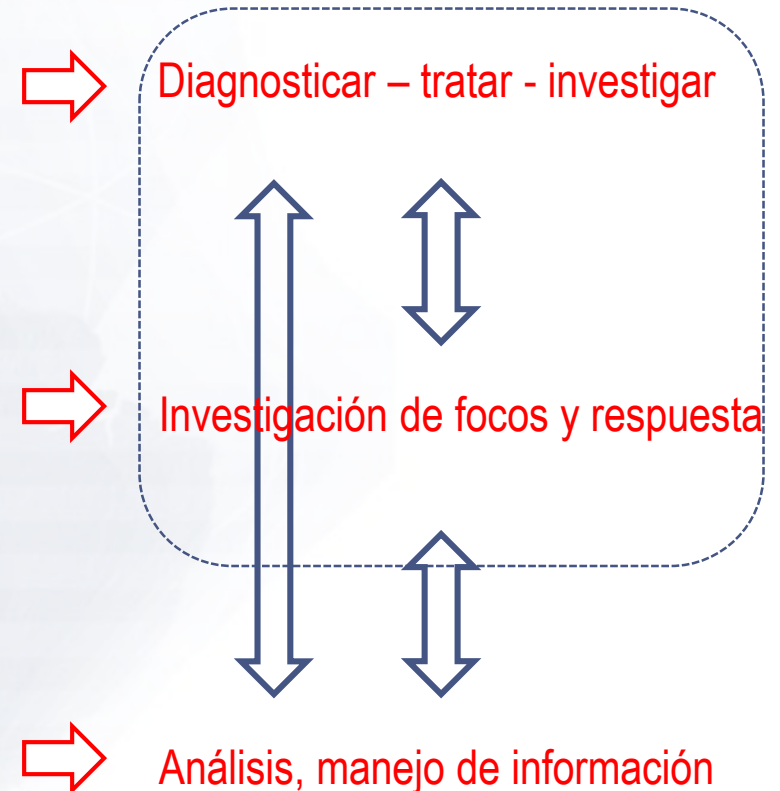 Diagnosticar – tratar - investigar
Investigación de focos y respuesta
Análisis, manejo de información